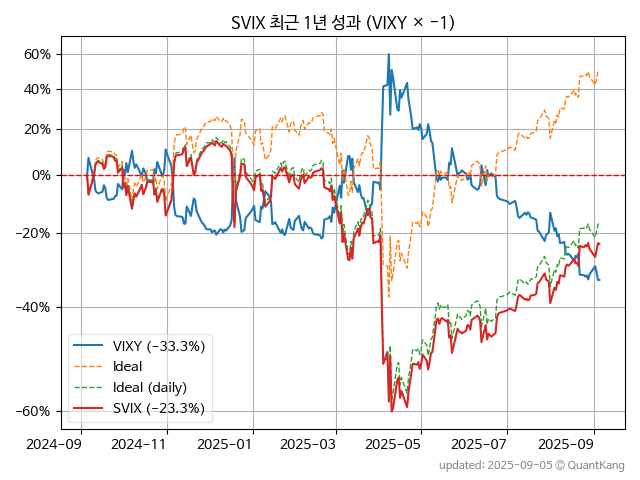 SVIX 최근 1년 성과 (VIXY × −1)
60%
40%
20%
0%
−20%
−40%
−60%
VIXY (−33.3%)
Ideal
Ideal (daily)
SVIX (−23.3%)
2024-09 2024-11 2025-01 2025-03 2025-05 2025-07 2025-09
updated: 2025-09-05 © QuantKang